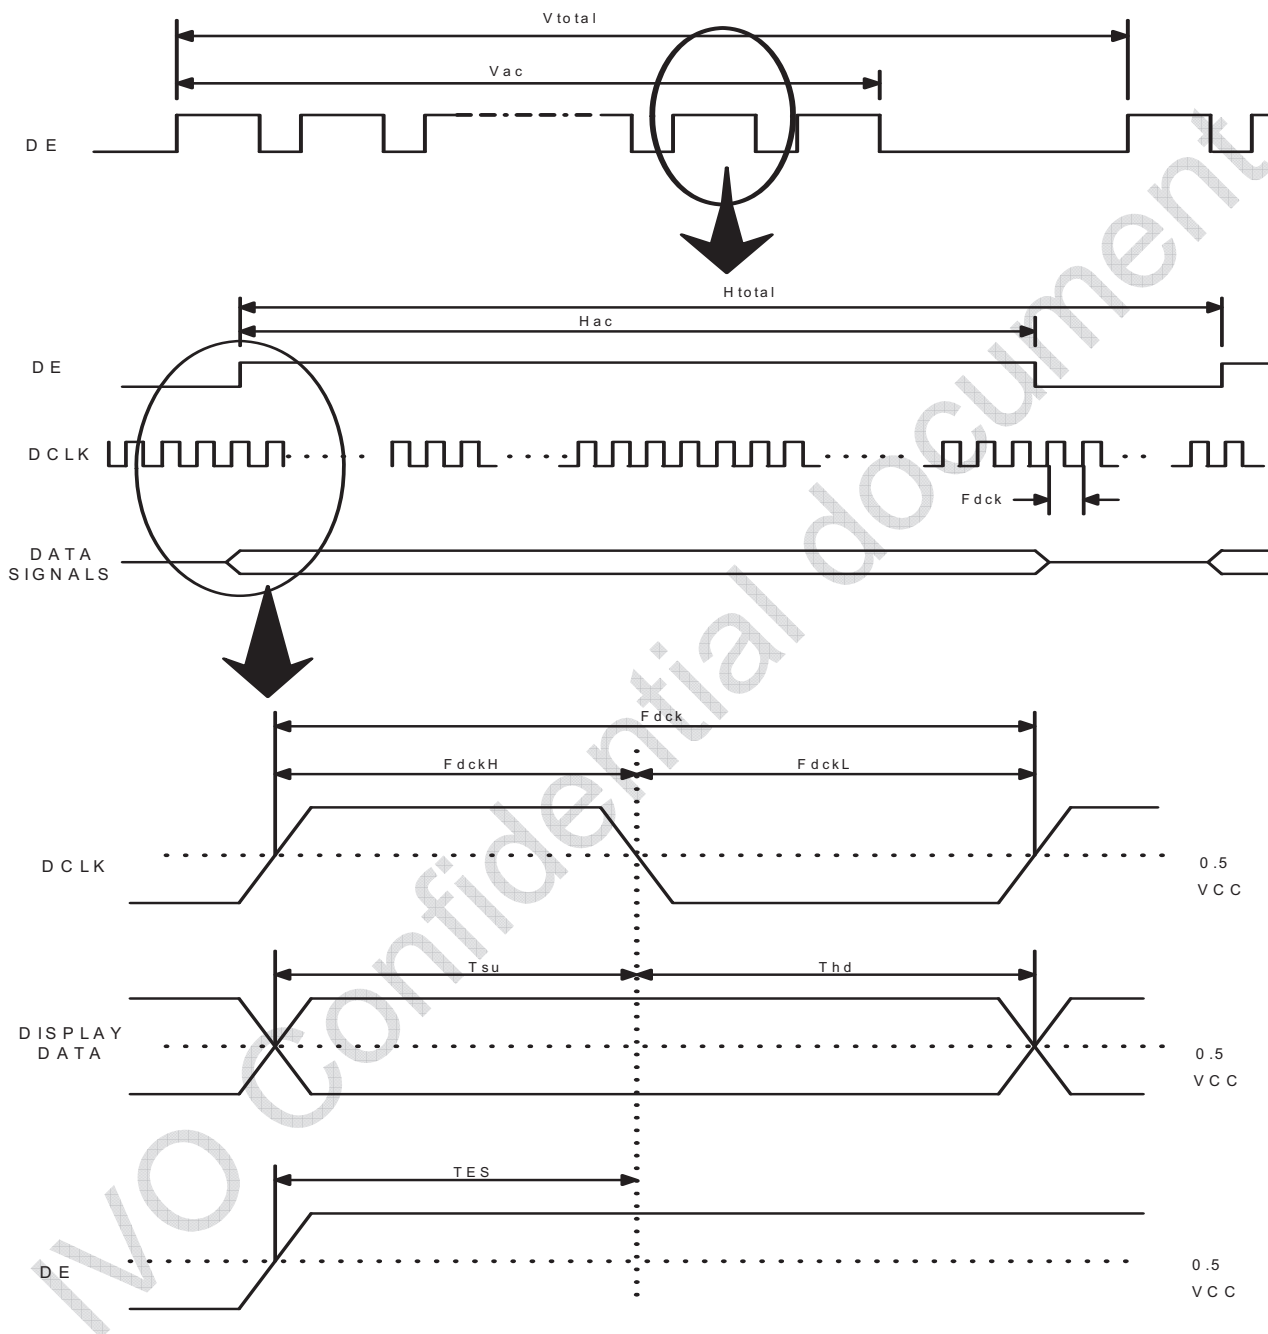 Vtotal
Vac
DE
Htotal
Hac
DE
DCLK
Fdck
DATA
SIGNALS
Fdck
FdckH
FdckL
DCLK
0.5
VCC
Tsu
Thd
DISPLAY
DATA
0.5
VCC
TES
DE
0.5
VCC
IVO Confidential document